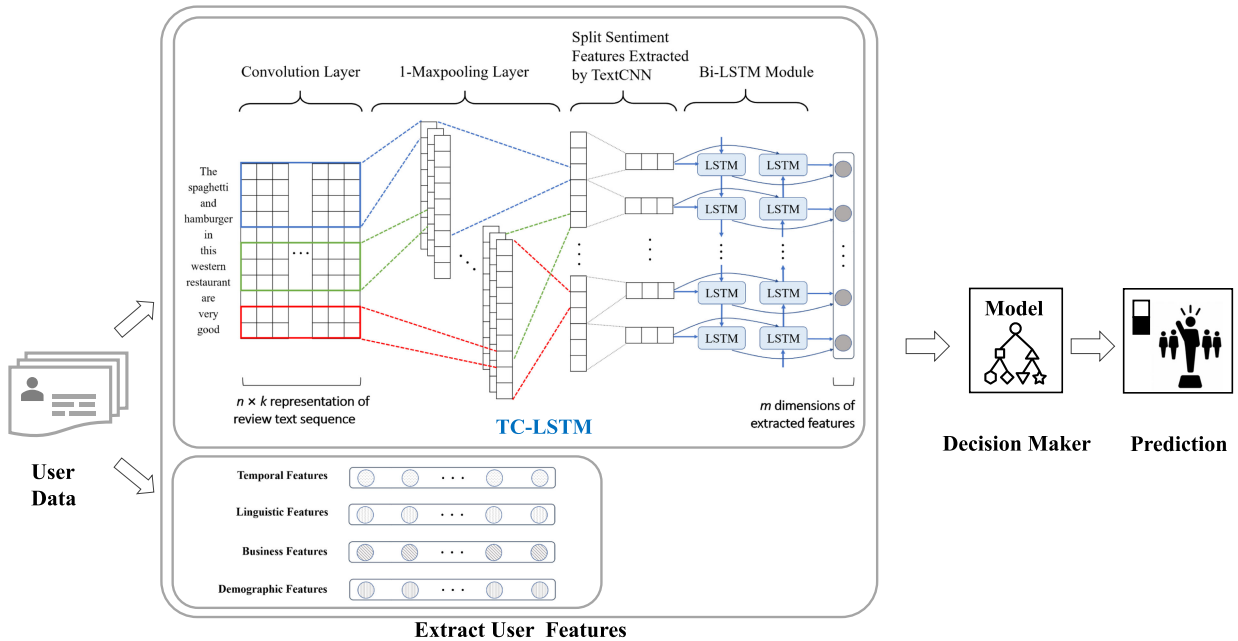 Split Sentiment
Features Extracted
by TextCNN
Convolution Layer
1-Maxpooling Layer
Bi-LSTM Module
The
spaghetti
and
hamburger
in
this
western
restaurant
are
very
good
...
LSTM
LSTM
LSTM
LSTM
LSTM
LSTM
LSTM
LSTM
n × k representation of
review text sequence
TC-LSTM
m dimensions of
extracted features
User
Data
Temporal Features
...
Linguistic Features
...
Business Features
...
Demographic Features
...
Extract User Features
Model
Decision Maker
Prediction